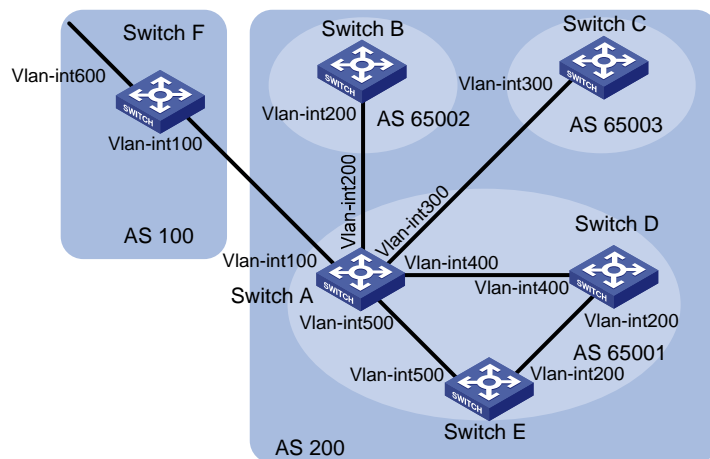 Switch F
Vlan-int600
SWITCH
Vlan-int100
AS 100
Switch B
SWITCH
Vlan-int200
AS 65002
Switch C
Vlan-int300
SWITCH
AS 65003
Vlan-int200
Vlan-int300
Vlan-int100
Switch A
SWITCH
Vlan-int400
Vlan-int500
Switch D
Vlan-int400
SWITCH
Vlan-int200
AS 65001
Vlan-int500
SWITCH
Vlan-int200
Switch E
AS 200